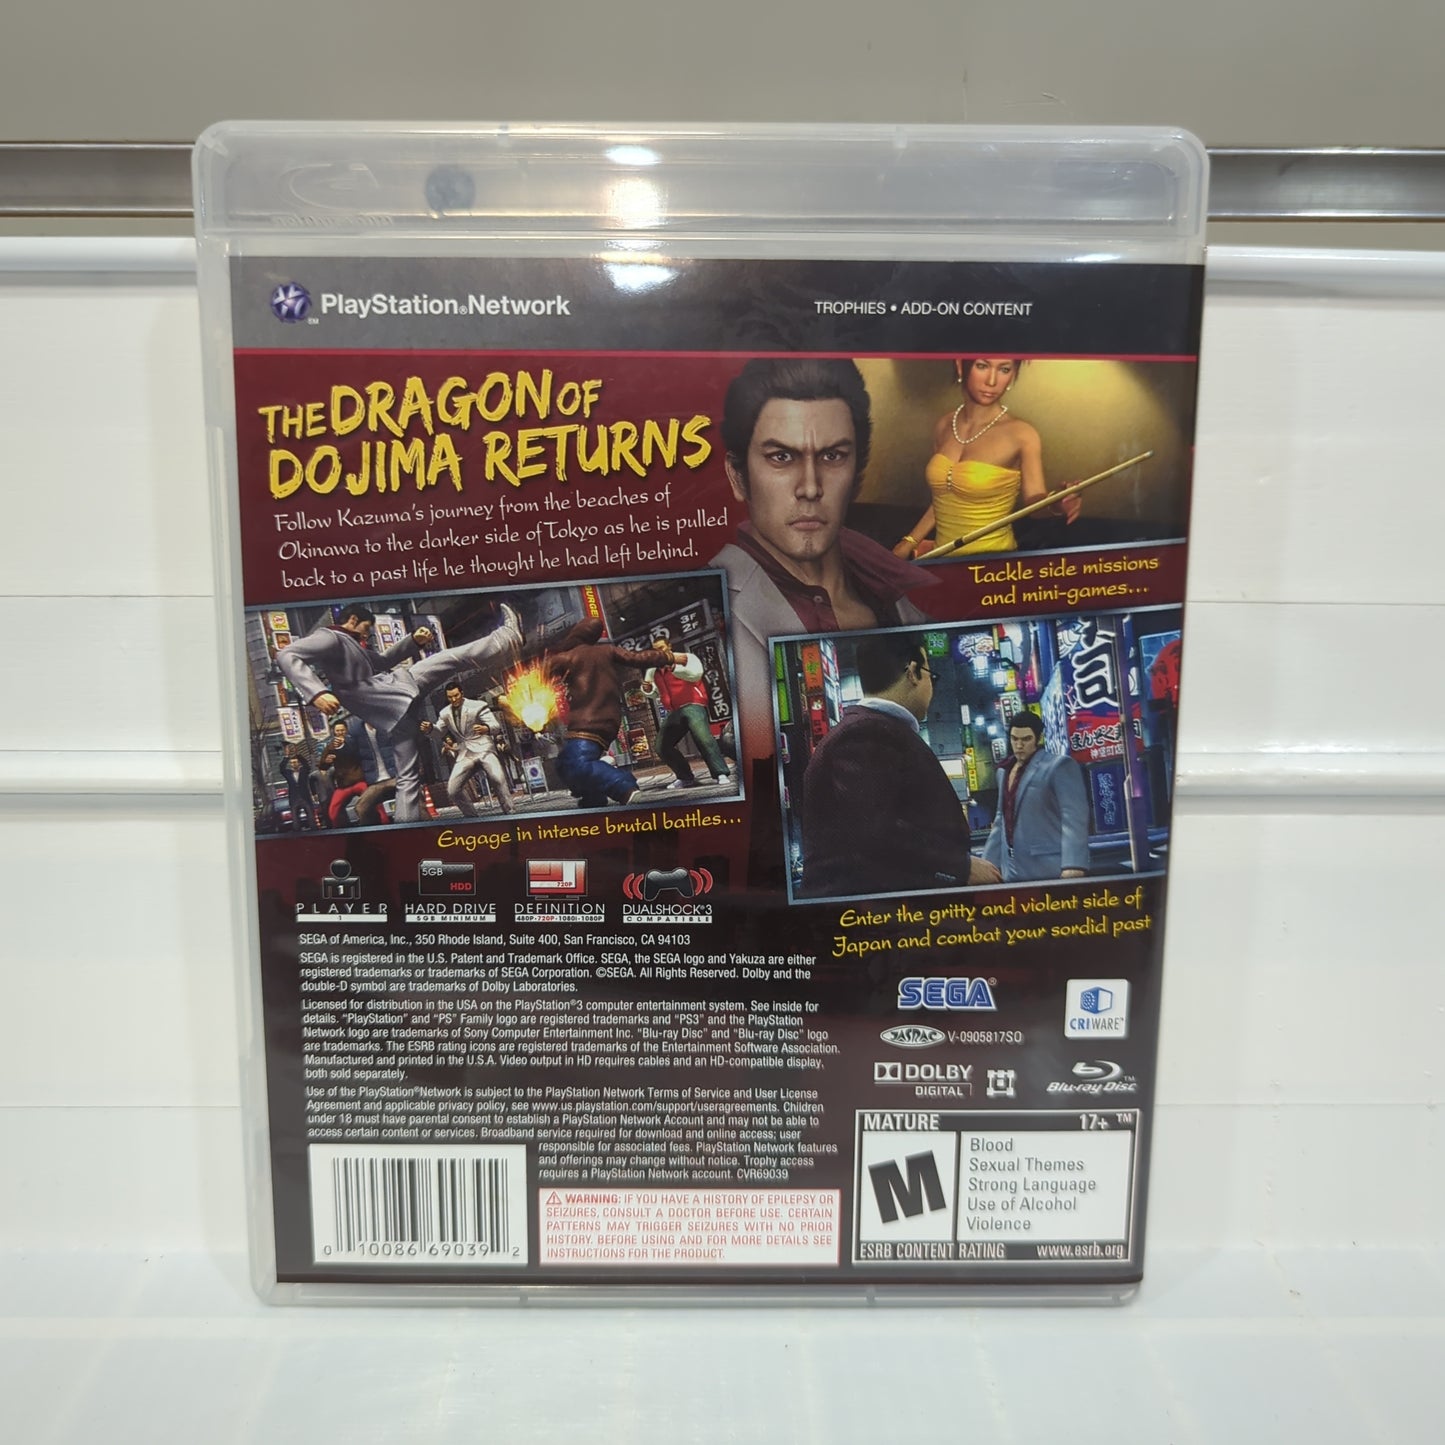 PlayStation®Network
SM
TROPHIES • ADD-ON CONTENT
THE DRAGON OF
DOJIMA RETURNS
Follow Kazuma's journey from the beaches of
Okinawa to the darker side of Tokyo as he is pulled
back to a past life he thought he had left behind.
Tackle side missions
and mini-games...
3F
2F
Engage in intense brutal battles...
まんぞく
Enter the gritty and violent side of
Japan and combat your sordid past
1
PLAYER
1
5GB
HDD
HARD DRIVE
5GB MINIMUM
720P
DEFINITION
480P•720P•1080i•1080P
DUALSHOCK®3
COMPATIBLE
SEGA of America, Inc., 350 Rhode Island, Suite 400, San Francisco, CA 94103
SEGA is registered in the U.S. Patent and Trademark Office. SEGA, the SEGA logo and Yakuza are either
registered trademarks or trademarks of SEGA Corporation. ©SEGA. All Rights Reserved. Dolby and the
double-D symbol are trademarks of Dolby Laboratories.
Licensed for distribution in the USA on the PlayStation®3 computer entertainment system. See inside for
details. "PlayStation" and "PS" Family logo are registered trademarks and "PS3" and the PlayStation
Network logo are trademarks of Sony Computer Entertainment Inc. "Blu-ray Disc" and "Blu-ray Disc" logo
are trademarks. The ESRB rating icons are registered trademarks of the Entertainment Software Association.
Manufactured and printed in the U.S.A. Video output in HD requires cables and an HD-compatible display,
both sold separately.
Use of the PlayStation®Network is subject to the PlayStation Network Terms of Service and User License
Agreement and applicable privacy policy, see www.us.playstation.com/support/useragreements. Children
under 18 must have parental consent to establish a PlayStation Network Account and may not be able to
access certain content or services. Broadband service required for download and online access; user
responsible for associated fees. PlayStation Network features
and offerings may change without notice. Trophy access
requires a PlayStation Network account. CVR69039
SEGA®
CRIWARE™
JASRAC V-0905817SO
DOLBY
DIGITAL
Blu-ray Disc™
0 10086 69039 2
WARNING: IF YOU HAVE A HISTORY OF EPILEPSY OR
SEIZURES, CONSULT A DOCTOR BEFORE USE. CERTAIN
PATTERNS MAY TRIGGER SEIZURES WITH NO PRIOR
HISTORY. BEFORE USING AND FOR MORE DETAILS SEE
INSTRUCTIONS FOR THE PRODUCT.
MATURE 17+ ™
M
Blood
Sexual Themes
Strong Language
Use of Alcohol
Violence
ESRB CONTENT RATING www.esrb.org